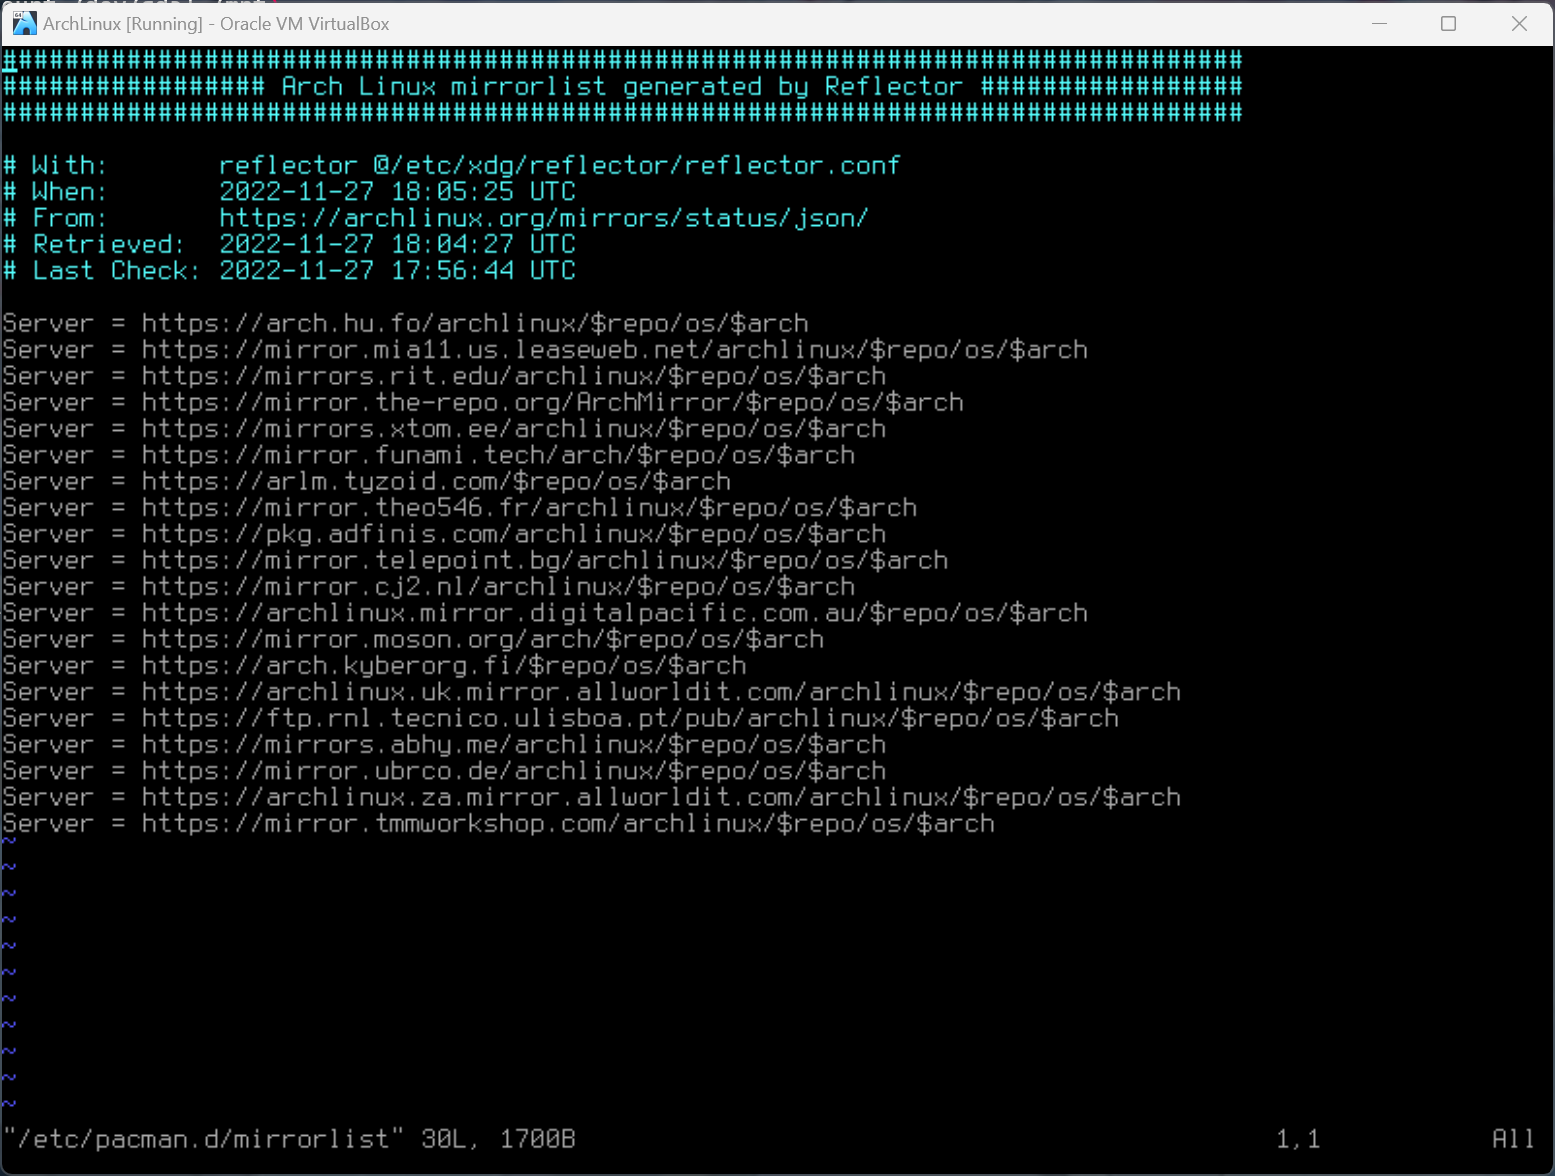 ArchLinux [Running] - Oracle VM VirtualBox
################################################################################
################# Arch Linux mirrorlist generated by Reflector #################
################################################################################
# With:       reflector @/etc/xdg/reflector/reflector.conf
# When:       2022-11-27 18:05:25 UTC
# From:       https://archlinux.org/mirrors/status/json/
# Retrieved:  2022-11-27 18:04:27 UTC
# Last Check: 2022-11-27 17:56:44 UTC
Server = https://arch.hu.fo/archlinux/$repo/os/$arch
Server = https://mirror.mia11.us.leaseweb.net/archlinux/$repo/os/$arch
Server = https://mirrors.rit.edu/archlinux/$repo/os/$arch
Server = https://mirror.the-repo.org/ArchMirror/$repo/os/$arch
Server = https://mirrors.xtom.ee/archlinux/$repo/os/$arch
Server = https://mirror.funami.tech/arch/$repo/os/$arch
Server = https://arlm.tyzoid.com/$repo/os/$arch
Server = https://mirror.theo546.fr/archlinux/$repo/os/$arch
Server = https://pkg.adfinis.com/archlinux/$repo/os/$arch
Server = https://mirror.telepoint.bg/archlinux/$repo/os/$arch
Server = https://mirror.cj2.nl/archlinux/$repo/os/$arch
Server = https://archlinux.mirror.digitalpacific.com.au/$repo/os/$arch
Server = https://mirror.moson.org/arch/$repo/os/$arch
Server = https://arch.kyberorg.fi/$repo/os/$arch
Server = https://archlinux.uk.mirror.allworldit.com/archlinux/$repo/os/$arch
Server = https://ftp.rnl.tecnico.ulisboa.pt/pub/archlinux/$repo/os/$arch
Server = https://mirrors.abhy.me/archlinux/$repo/os/$arch
Server = https://mirror.ubrco.de/archlinux/$repo/os/$arch
Server = https://archlinux.za.mirror.allworldit.com/archlinux/$repo/os/$arch
Server = https://mirror.tmmworkshop.com/archlinux/$repo/os/$arch
~
~
~
~
~
~
~
~
~
~
~
"/etc/pacman.d/mirrorlist" 30L, 1700B 1,1 All